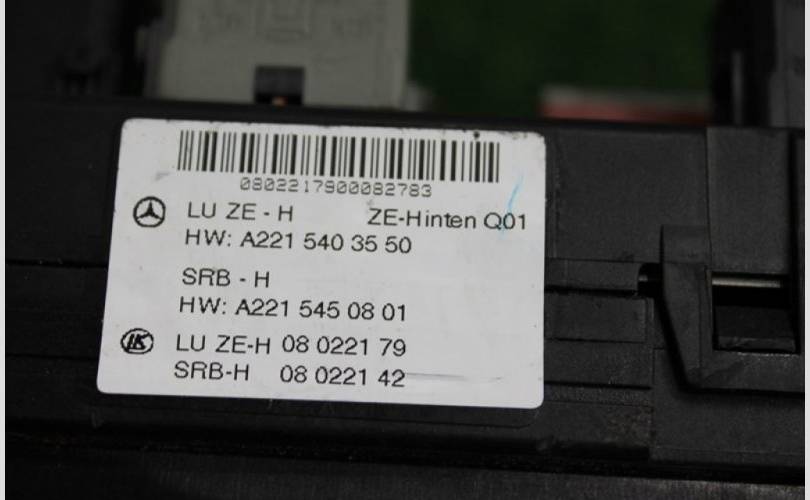 0802217900082783
LU ZE - H ZE-Hinten Q01
HW: A221 540 35 50
SRB - H
HW: A221 545 08 01
LK LU ZE-H 08 0221 79
SRB-H 08 0221 42